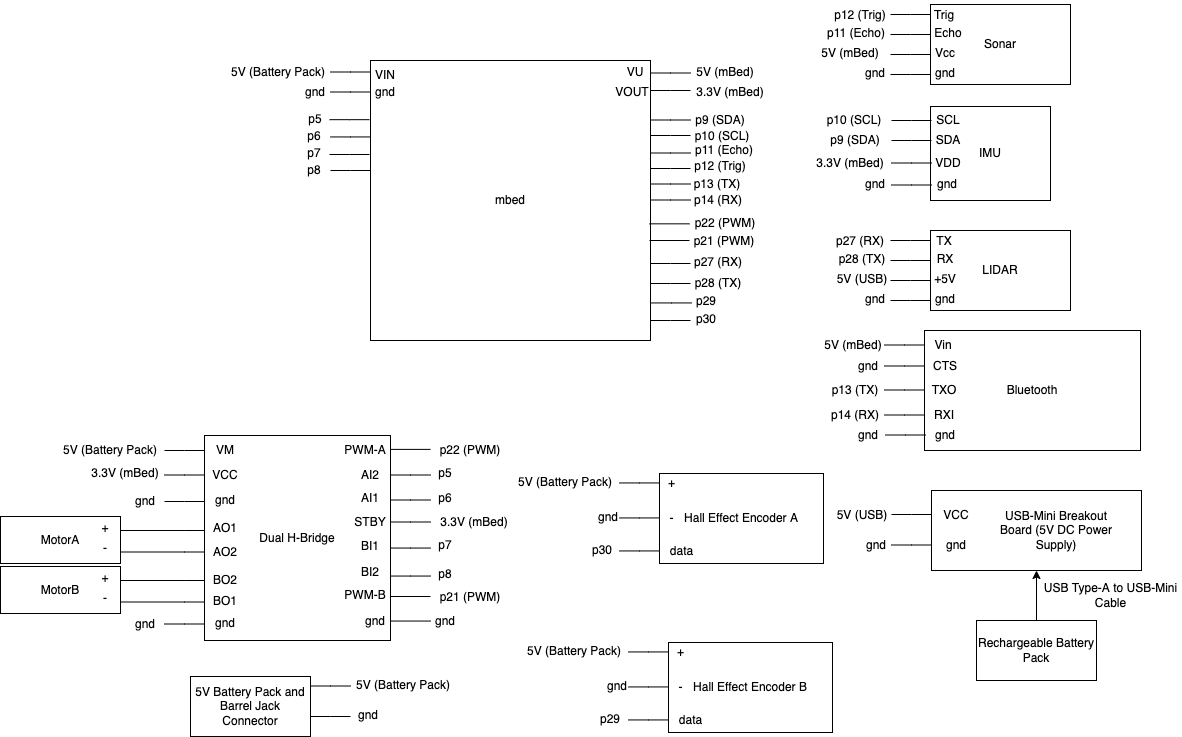 p12 (Trig)
Trig
p11 (Echo)
Echo
5V (mBed)
Vcc
gnd
gnd
Sonar
5V (Battery Pack)
VIN
gnd
gnd
p5
p6
p7
p8
mbed
VU
5V (mBed)
VOUT
3.3V (mBed)
p9 (SDA)
p10 (SCL)
p11 (Echo)
p12 (Trig)
p13 (TX)
p14 (RX)
p22 (PWM)
p21 (PWM)
p27 (RX)
p28 (TX)
p29
p30
p10 (SCL)
SCL
p9 (SDA)
SDA
3.3V (mBed)
VDD
gnd
gnd
IMU
p27 (RX)
TX
p28 (TX)
RX
5V (USB)
+5V
gnd
gnd
LIDAR
5V (mBed)
Vin
gnd
CTS
p13 (TX)
TXO
p14 (RX)
RXI
gnd
gnd
Bluetooth
5V (Battery Pack)
VM
3.3V (mBed)
VCC
gnd
gnd
MotorA
+
-
AO1
AO2
MotorB
+
-
BO2
BO1
gnd
gnd
Dual H-Bridge
PWM-A
p22 (PWM)
AI2
p5
AI1
p6
STBY
3.3V (mBed)
BI1
p7
BI2
p8
PWM-B
p21 (PWM)
gnd
gnd
5V (Battery Pack)
+
gnd
-
Hall Effect Encoder A
p30
data
5V (USB)
VCC
gnd
gnd
USB-Mini Breakout
Board (5V DC Power
Supply)
USB Type-A to USB-Mini
Cable
Rechargeable Battery
Pack
5V Battery Pack and
Barrel Jack
Connector
5V (Battery Pack)
gnd
5V (Battery Pack)
+
gnd
-
Hall Effect Encoder B
p29
data